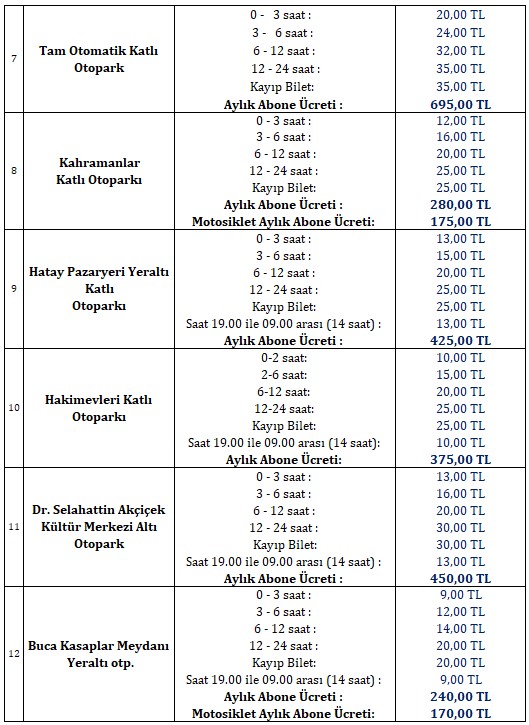 7
Tam Otomatik Katlı
Otopark
0 - 3 saat : 20,00 TL
3 - 6 saat : 24,00 TL
6 - 12 saat : 32,00 TL
12 - 24 saat : 35,00 TL
Kayıp Bilet: 35,00 TL
Aylık Abone Ücreti : 695,00 TL
8
Kahramanlar
Katlı Otoparkı
0 - 3 saat : 12,00 TL
3 - 6 saat : 16,00 TL
6 - 12 saat : 20,00 TL
12 - 24 saat : 25,00 TL
Kayıp Bilet: 25,00 TL
Aylık Abone Ücreti : 280,00 TL
Motosiklet Aylık Abone Ücreti: 175,00 TL
9
Hatay Pazaryeri Yeraltı
Katlı
Otoparkı
0 - 3 saat : 13,00 TL
3 - 6 saat : 15,00 TL
6 - 12 saat : 20,00 TL
12 - 24 saat : 25,00 TL
Kayıp Bilet: 25,00 TL
Saat 19.00 ile 09.00 arası (14 saat) : 13,00 TL
Aylık Abone Ücreti : 425,00 TL
10
Hakimevleri Katlı
Otoparkı
0-2 saat: 10,00 TL
2-6 saat: 15,00 TL
6-12 saat: 20,00 TL
12-24 saat: 25,00 TL
Kayıp Bilet: 25,00 TL
Saat 19.00 ile 09.00 arası (14 saat): 10,00 TL
Aylık Abone Ücreti: 375,00 TL
11
Dr. Selahattin Akçiçek
Kültür Merkezi Altı
Otopark
0 - 3 saat : 13,00 TL
3 - 6 saat : 16,00 TL
6 - 12 saat : 20,00 TL
12 - 24 saat : 30,00 TL
Kayıp Bilet: 30,00 TL
Saat 19.00 ile 09.00 arası (14 saat) : 13,00 TL
Aylık Abone Ücreti : 450,00 TL
12
Buca Kasaplar Meydanı
Yeraltı otp.
0 - 3 saat : 9,00 TL
3 - 6 saat : 12,00 TL
6 - 12 saat : 14,00 TL
12 - 24 saat : 20,00 TL
Kayıp Bilet: 20,00 TL
Saat 19.00 ile 09.00 arası (14 saat) : 9,00 TL
Aylık Abone Ücreti : 240,00 TL
Motosiklet Aylık Abone Ücreti: 170,00 TL